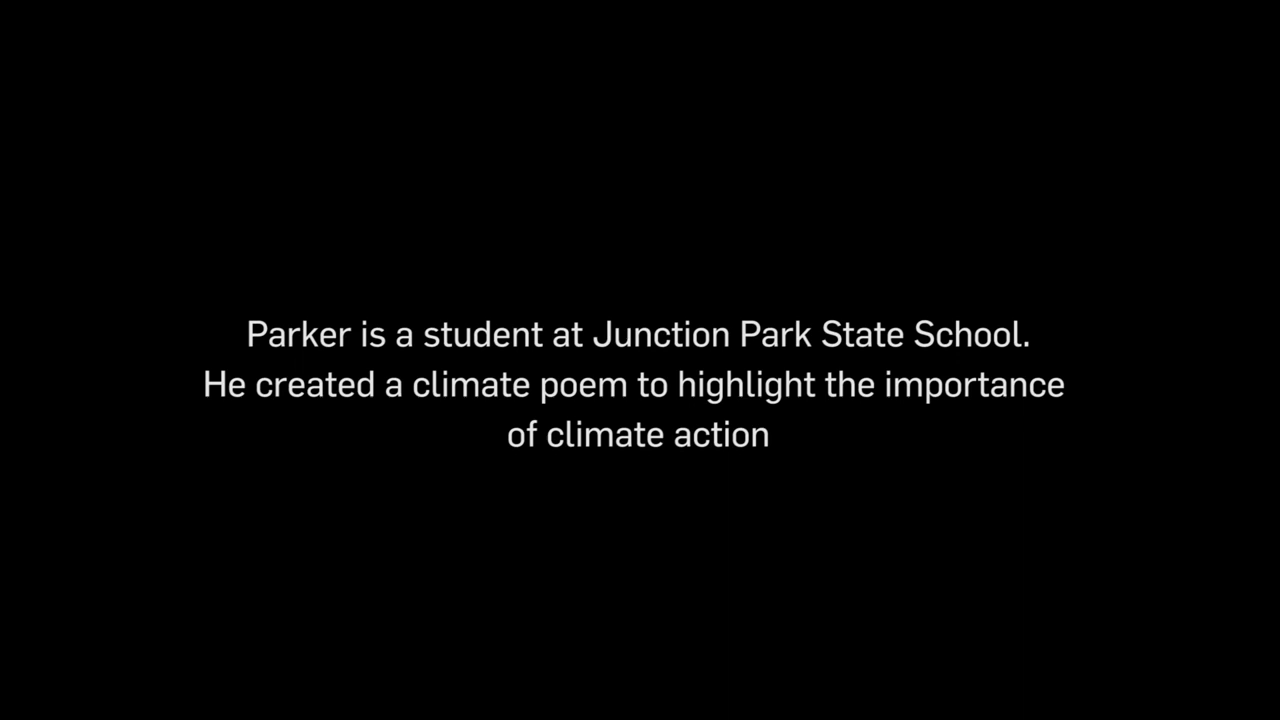 Parker is a student at Junction Park State School.
He created a climate poem to highlight the importance
of climate action